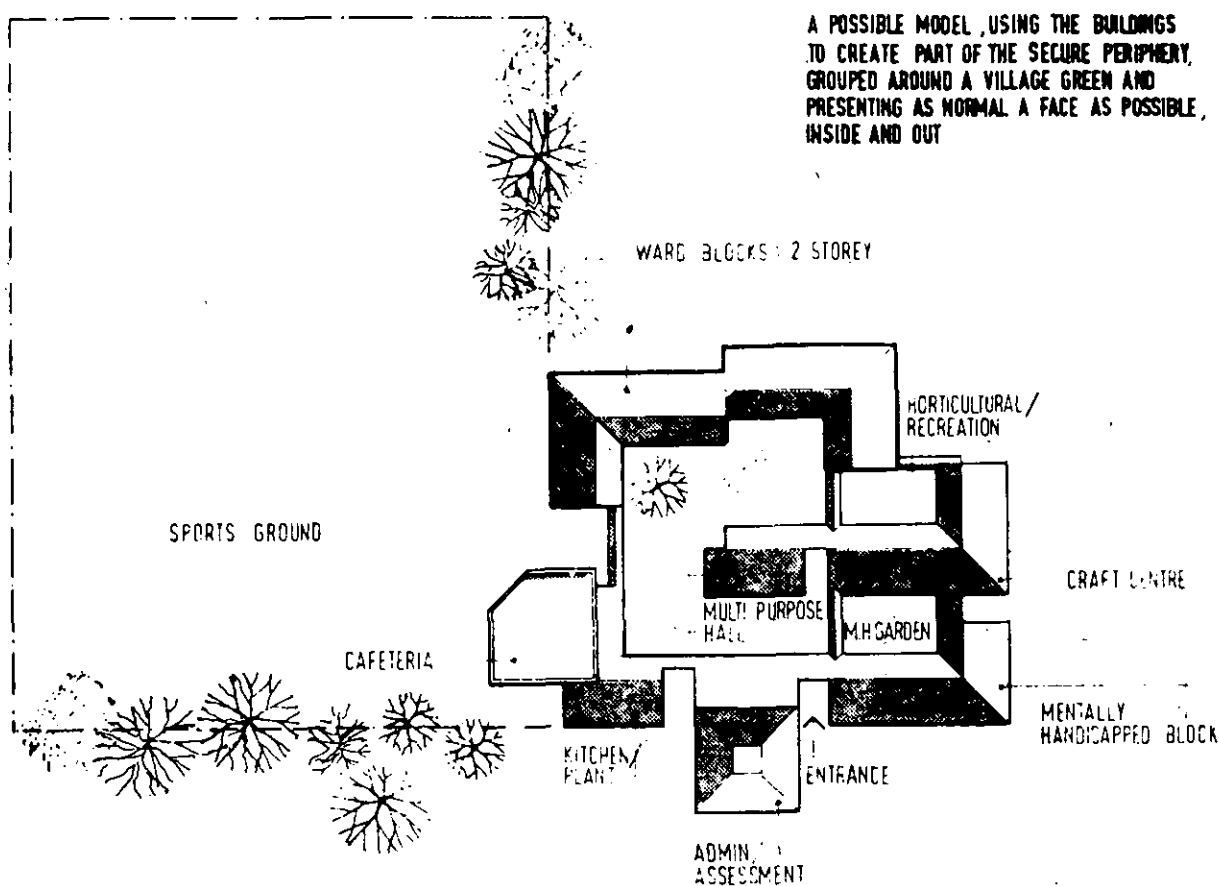 A POSSIBLE MODEL, USING THE BUILDINGS
TO CREATE PART OF THE SECURE PERIPHERY,
GROUPED AROUND A VILLAGE GREEN AND
PRESENTING AS NORMAL A FACE AS POSSIBLE,
INSIDE AND OUT
WARD BLOCKS : 2 STOREY
HORTICULTURAL/
RECREATION
SPORTS GROUND
CRAFT CENTRE
MULTI PURPOSE
HALL
M.H GARDEN
CAFETERIA
MENTALLY
HANDICAPPED BLOCK
KITCHEN/
PLANT
ENTRANCE
ADMIN/
ASSESSMENT